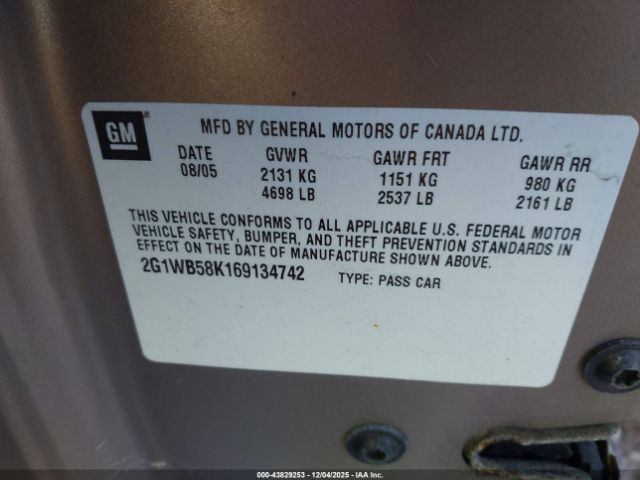 GM
MFD BY GENERAL MOTORS OF CANADA LTD.
DATE GVWR GAWR FRT GAWR RR
08/05 2131 KG 1151 KG 980 KG
4698 LB 2537 LB 2161 LB
THIS VEHICLE CONFORMS TO ALL APPLICABLE U.S. FEDERAL MOTOR
VEHICLE SAFETY, BUMPER, AND THEFT PREVENTION STANDARDS IN
EFFECT ON THE DATE OF MANUFACTURE SHOWN ABOVE.
2G1WB58K169134742 TYPE: PASS CAR
000-43829253 - 12/04/2025 - IAA Inc.